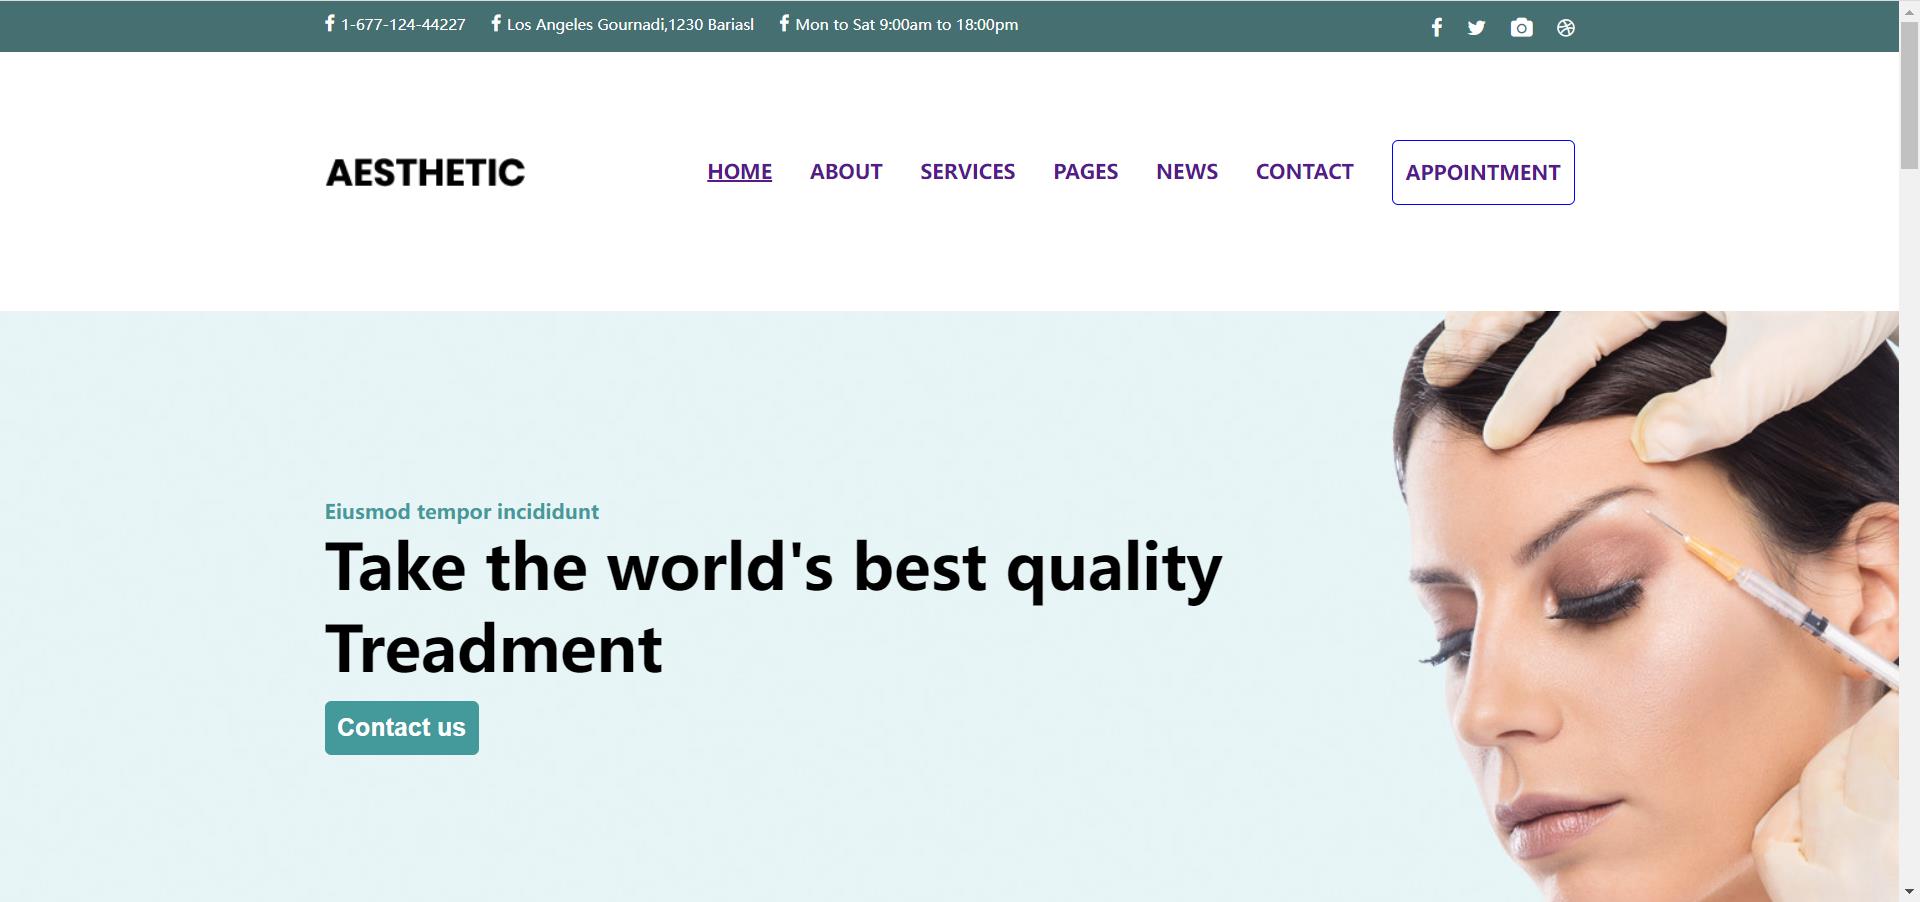 1-677-124-44227 Los Angeles Gournadi,1230 Bariasl Mon to Sat 9:00am to 18:00pm
AESTHETIC HOME ABOUT SERVICES PAGES NEWS CONTACT APPOINTMENT
Eiusmod tempor incididunt
Take the world's best quality
Treadment
Contact us